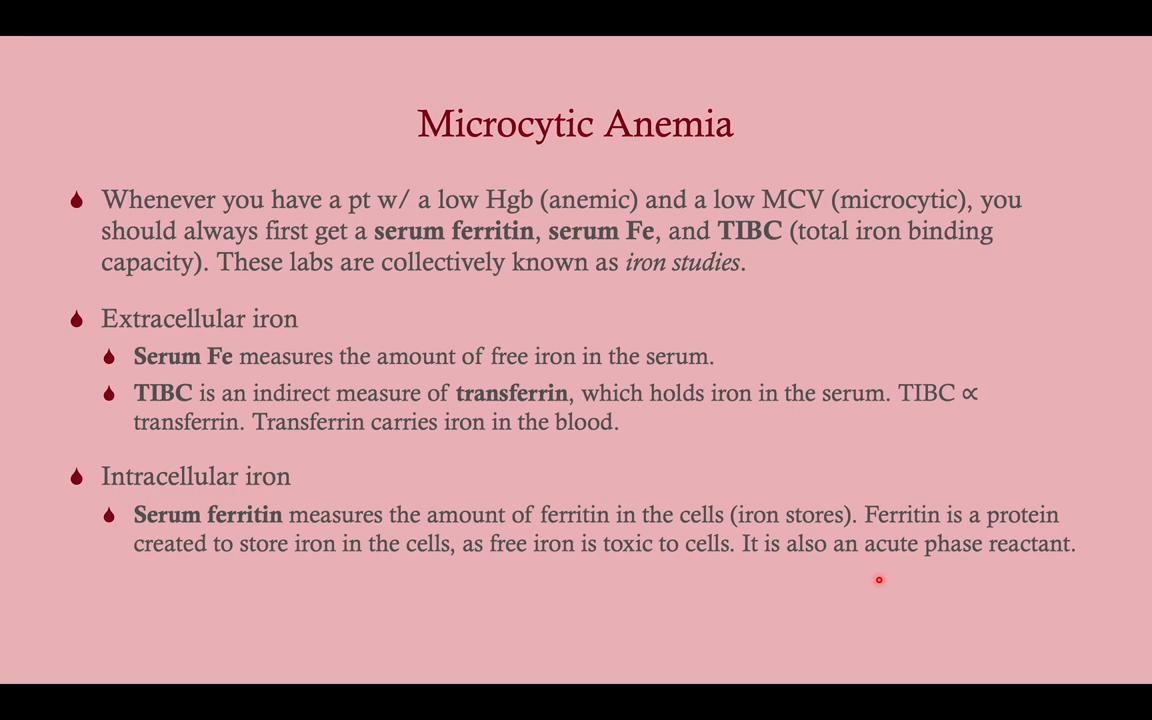 Microcytic Anemia
Whenever you have a pt w/ a low Hgb (anemic) and a low MCV (microcytic), you
should always first get a serum ferritin, serum Fe, and TIBC (total iron binding
capacity). These labs are collectively known as iron studies.
Extracellular iron
Serum Fe measures the amount of free iron in the serum.
TIBC is an indirect measure of transferrin, which holds iron in the serum. TIBC ∝
transferrin. Transferrin carries iron in the blood.
Intracellular iron
Serum ferritin measures the amount of ferritin in the cells (iron stores). Ferritin is a protein
created to store iron in the cells, as free iron is toxic to cells. It is also an acute phase reactant.